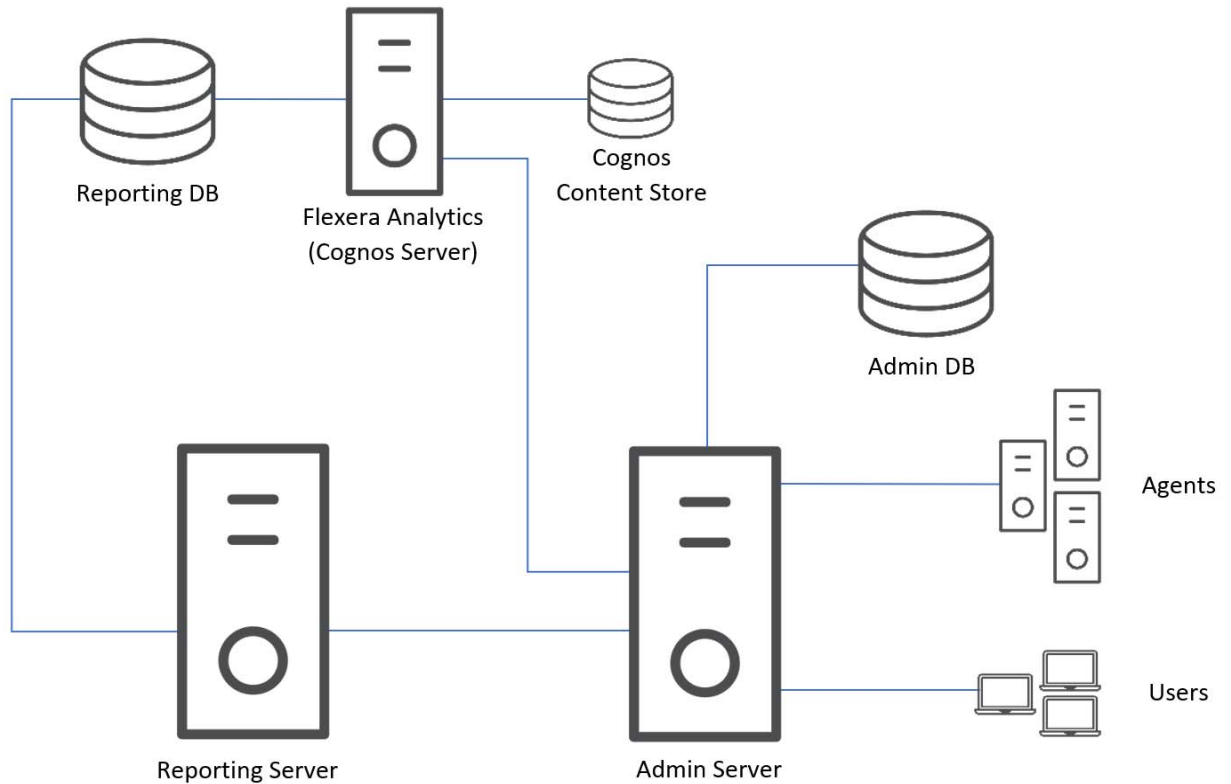 Reporting DB
Flexera Analytics
(Cognos Server)
Cognos
Content Store
Admin DB
Agents
Users
Reporting Server
Admin Server